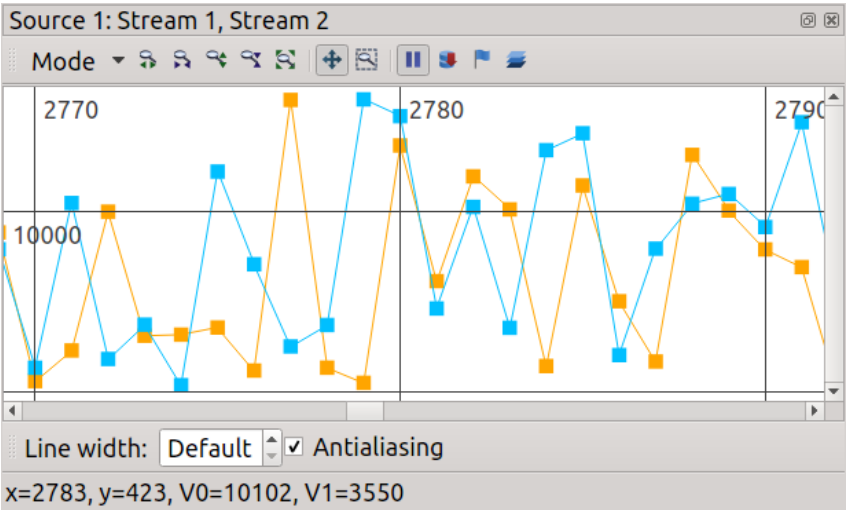 Source 1: Stream 1, Stream 2
Mode
2770 2780 2790
10000
Line width: Default Antialiasing
x=2783, y=423, V0=10102, V1=3550